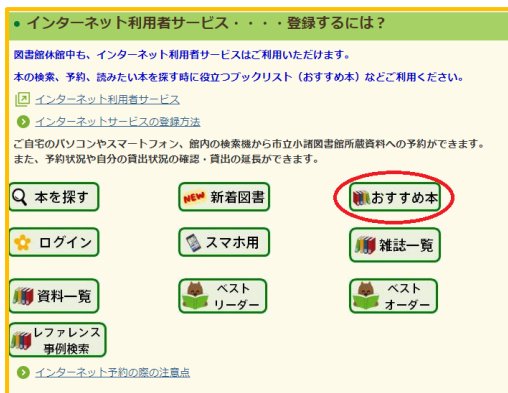 インターネット利用者サービス・・・・登録するには？
図書館休館中も、インターネット利用者サービスはご利用いただけます。
本の検索、予約、読みたい本を探す時に役立つブックリスト（おすすめ本）などご利用ください。
インターネット利用者サービス
インターネットサービスの登録方法
ご自宅のパソコンやスマートフォン、館内の検索機から市立小諸図書館所蔵資料への予約ができます。
また、予約状況や自分の貸出状況の確認・貸出の延長ができます。
本を探す
NEW 新着図書
おすすめ本
ログイン
スマホ用
雑誌一覧
資料一覧
ベスト
リーダー
ベスト
オーダー
レファレンス
事例検索
インターネット予約の際の注意点